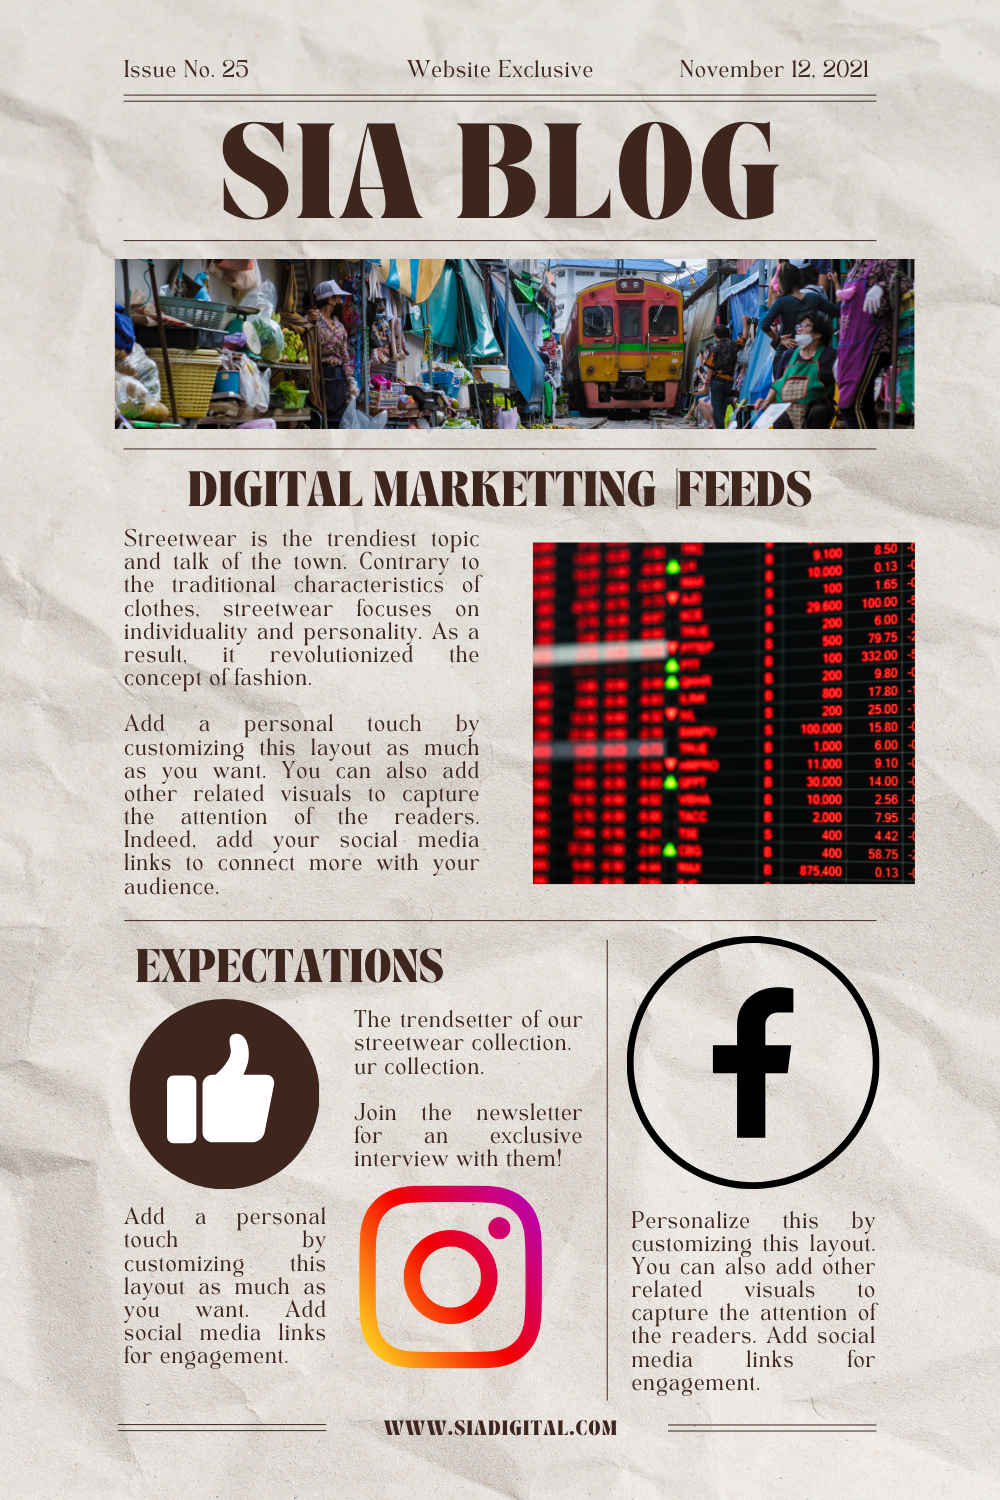 Issue No. 25
Website Exclusive
November 12, 2021
SIA BLOG
DIGITAL MARKETTING FEEDS
Streetwear is the trendiest topic
and talk of the town. Contrary to
the traditional characteristics of
clothes, streetwear focuses on
individuality and personality. As a
result, it revolutionized the
concept of fashion.
Add a personal touch by
customizing this layout as much
as you want. You can also add
other related visuals to capture
the attention of the readers.
Indeed, add your social media
links to connect more with your
audience.
9,100 8.50
10,000 0.13
100 1.65
29,600 100.00
200 6.00
500 79.75
100 332.00
200 9.80
800 17.80
200 25.00
100,000 15.80
1,000 6.00
11,000 9.10
30,000 14.00
10,000 2.56
2,000 7.95
400 4.42
400 58.75
875,400 0.13
EXPECTATIONS
The trendsetter of our
streetwear collection.
ur collection.
Join the newsletter
for an exclusive
interview with them!
Add a personal
touch by
customizing this
layout as much as
you want. Add
social media links
for engagement.
Personalize this by
customizing this layout.
You can also add other
related visuals to
capture the attention of
the readers. Add social
media links for
engagement.
WWW.SIADIGITAL.COM